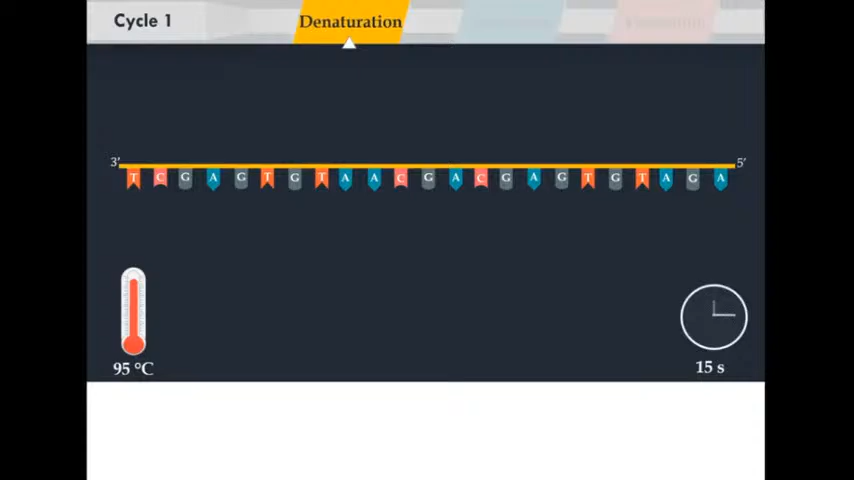 Cycle 1
Denaturation
3′
5′
T C G A G T G T A A C G A C G A G T G T A G A
95 °C
15 s